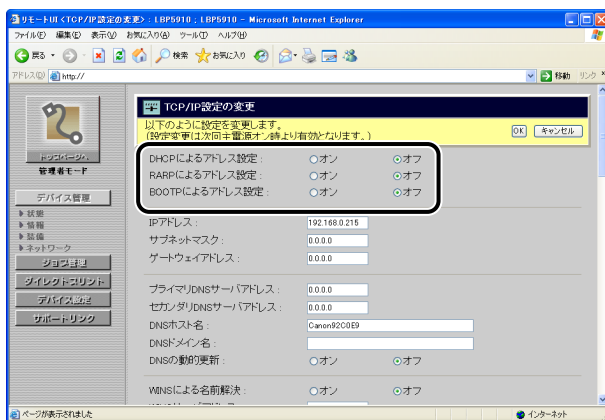 リモートUI <TCP/IP設定の変更> : LBP5910 ; LBP5910 - Microsoft Internet Explorer
ファイル(F) 編集(E) 表示(V) お気に入り(A) ツール(T) ヘルプ(H)
戻る 検索 お気に入り
アドレス(D) http:// 移動 リンク
TCP/IP設定の変更
以下のように設定を変更します。
(設定変更は次回主電源オン時より有効となります。)
OK キャンセル
トップページへ
管理者モード
デバイス管理
状態
情報
装備
ネットワーク
ジョブ管理
ダイレクトプリント
デバイス設定
サポートリンク
DHCPによるアドレス設定 : オン オフ
RARPによるアドレス設定 : オン オフ
BOOTPによるアドレス設定 : オン オフ
IPアドレス : 192.168.0.215
サブネットマスク : 0.0.0.0
ゲートウェイアドレス : 0.0.0.0
プライマリDNSサーバアドレス : 0.0.0.0
セカンダリDNSサーバアドレス : 0.0.0.0
DNSホスト名 : Canon92C0E9
DNSドメイン名 :
DNSの動的更新 : オン オフ
WINSによる名前解決 : オン オフ
ページが表示されました インターネット